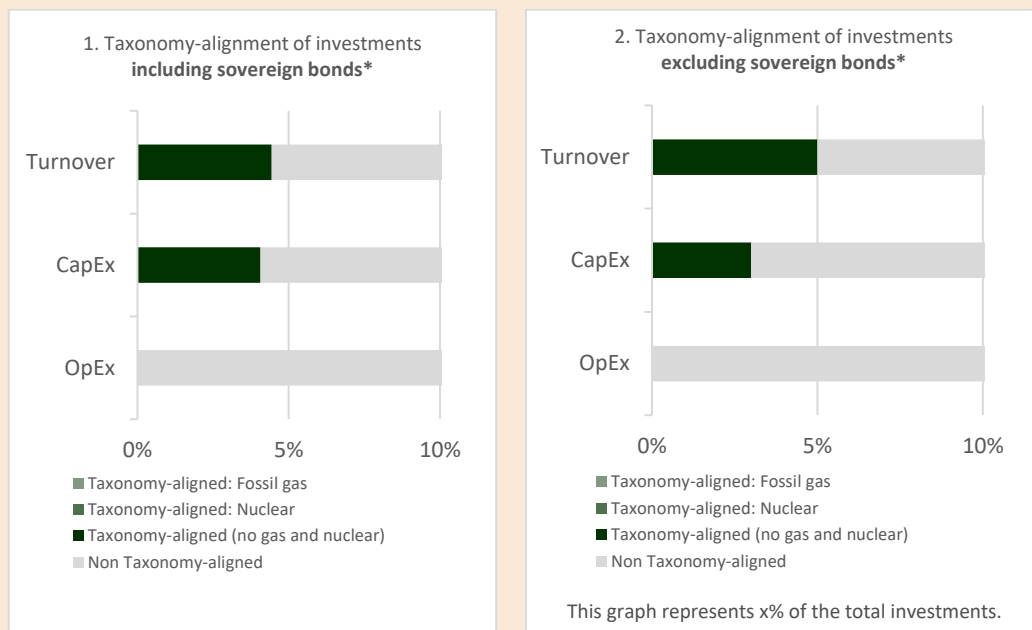 1. Taxonomy-alignment of investments
including sovereign bonds*
Turnover
CapEx
OpEx
0%
5%
10%
Taxonomy-aligned: Fossil gas
Taxonomy-aligned: Nuclear
Taxonomy-aligned (no gas and nuclear)
Non Taxonomy-aligned
2. Taxonomy-alignment of investments
excluding sovereign bonds*
Turnover
CapEx
OpEx
0%
5%
10%
Taxonomy-aligned: Fossil gas
Taxonomy-aligned: Nuclear
Taxonomy-aligned (no gas and nuclear)
Non Taxonomy-aligned
This graph represents x% of the total investments.